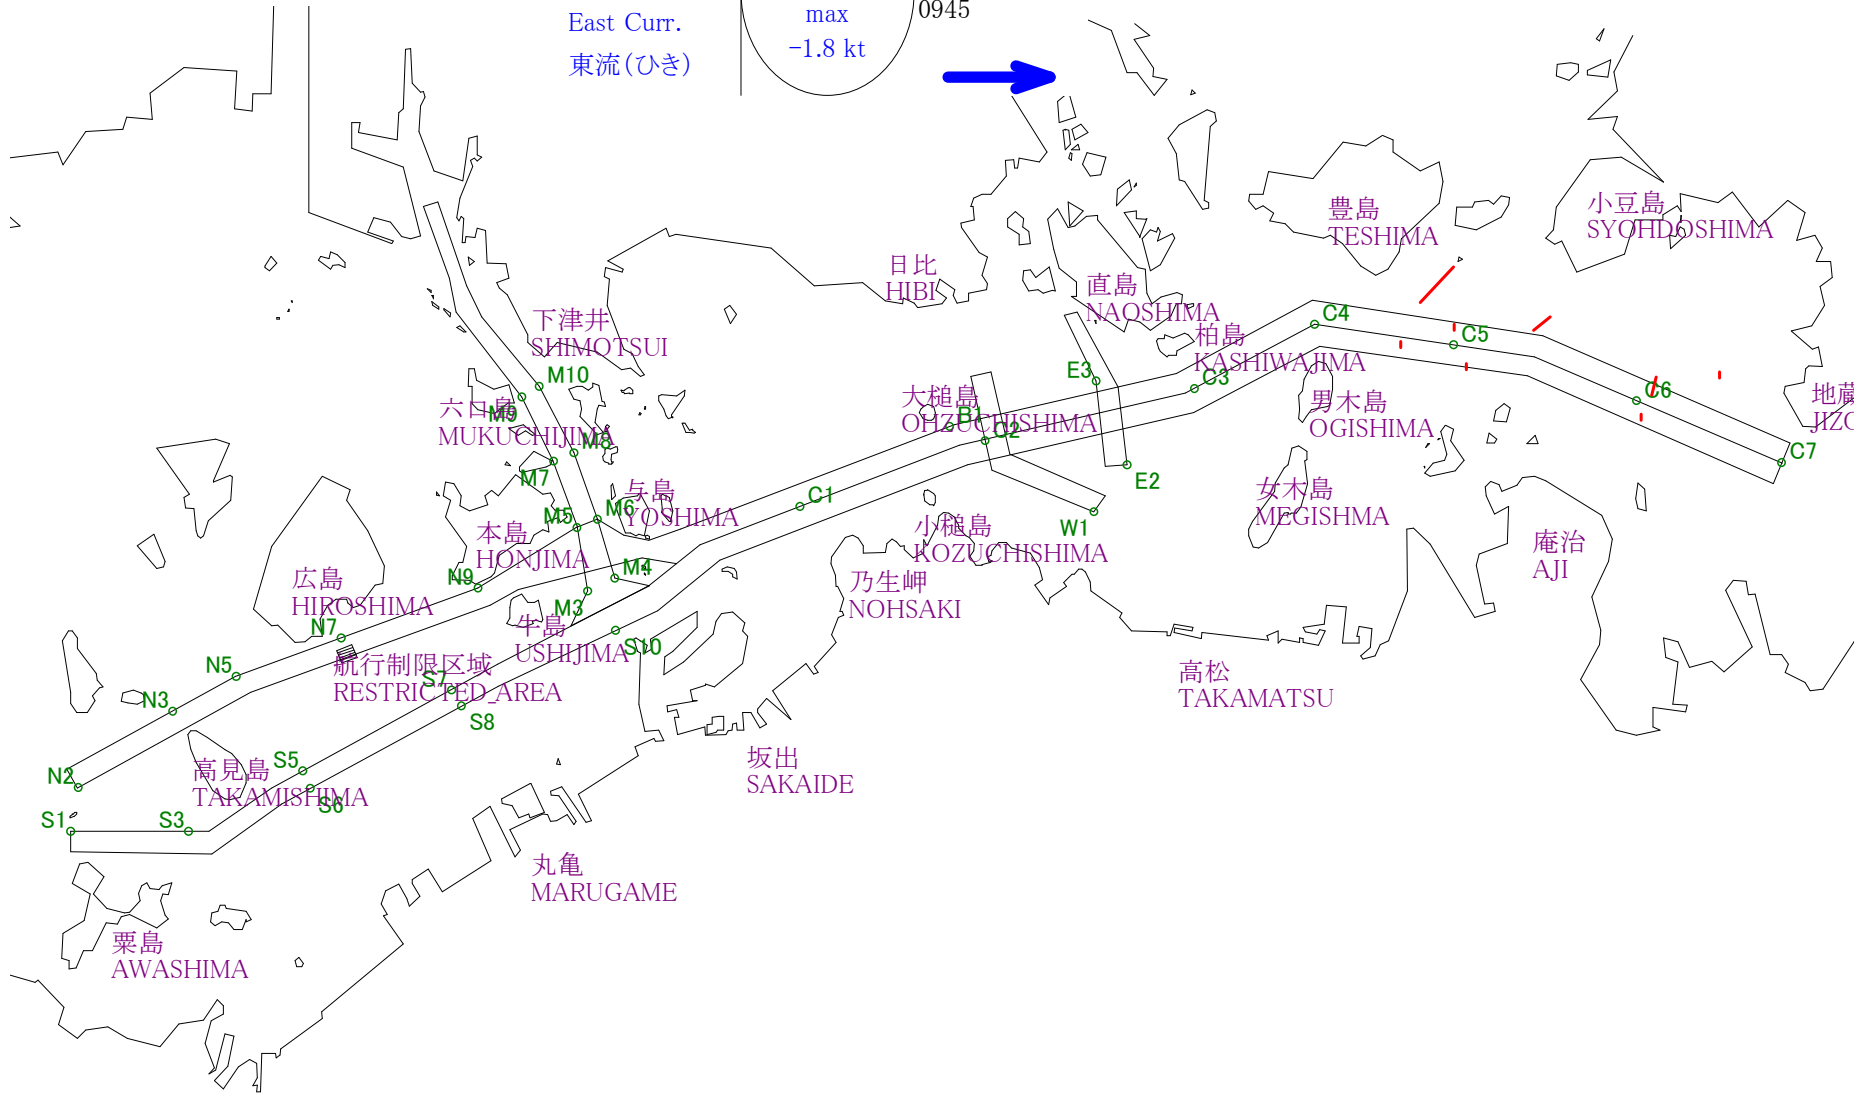 East Curr.
東流(ひき)
max
-1.8 kt
0945
豊島
TESHIMA
小豆島
SYOHDOSHIMA
日比
HIBI
直島
NAOSHIMA
下津井
SHIMOTSUI
柏島
KASHIWAJIMA
C4
C5
C6
C7
C3
E3
E2
M10
M9
六口島
MUKUCHIJIMA
M8
M7
大槌島
OHZUCHISHIMA
B1
C2
男木島
OGISHIMA
地蔵
JIZO
女木島
MEGISHMA
与島
YOSHIMA
C1
M6
M5
W1
本島
HONJIMA
小槌島
KOZUCHISHIMA
庵治
AJI
広島
HIROSHIMA
N9
M4
M3
乃生岬
NOHSAKI
N7
牛島
USHIJIMA
S10
航行制限区域
RESTRICTED_AREA
N5
S7
S8
高松
TAKAMATSU
N3
N2
高見島
TAKAMISHIMA
S5
S6
坂出
SAKAIDE
S1
S3
丸亀
MARUGAME
粟島
AWASHIMA